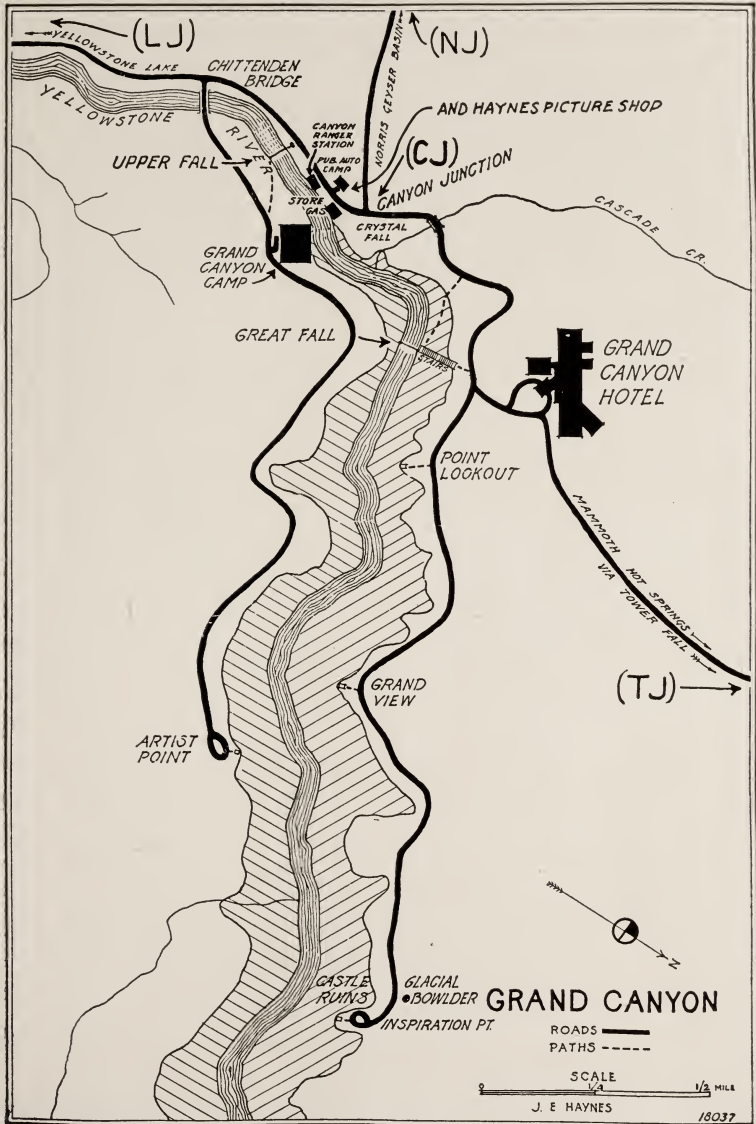 (LJ)
YELLOWSTONE LAKE
CHITTENDEN
BRIDGE
(NJ)
NORRIS GEYSER BASIN
YELLOWSTONE
RIVER
AND HAYNES PICTURE SHOP
CANYON
RANGER
STATION
PUB. AUTO
CAMP
(CJ)
CANYON JUNCTION
UPPER FALL
STORE
GAS
CRYSTAL
FALL
CASCADE
CR.
GRAND
CANYON
CAMP
GREAT FALL
STAIRS
GRAND
CANYON
HOTEL
POINT
LOOKOUT
MAMMOTH HOT SPRINGS
VIA TOWER FALL
(TJ)
GRAND
VIEW
ARTIST
POINT
N
CASTLE
RUINS
GLACIAL
BOWLDER
INSPIRATION PT.
GRAND CANYON
ROADS
PATHS
SCALE
0 1/4 1/2 MILE
J. E HAYNES
18037